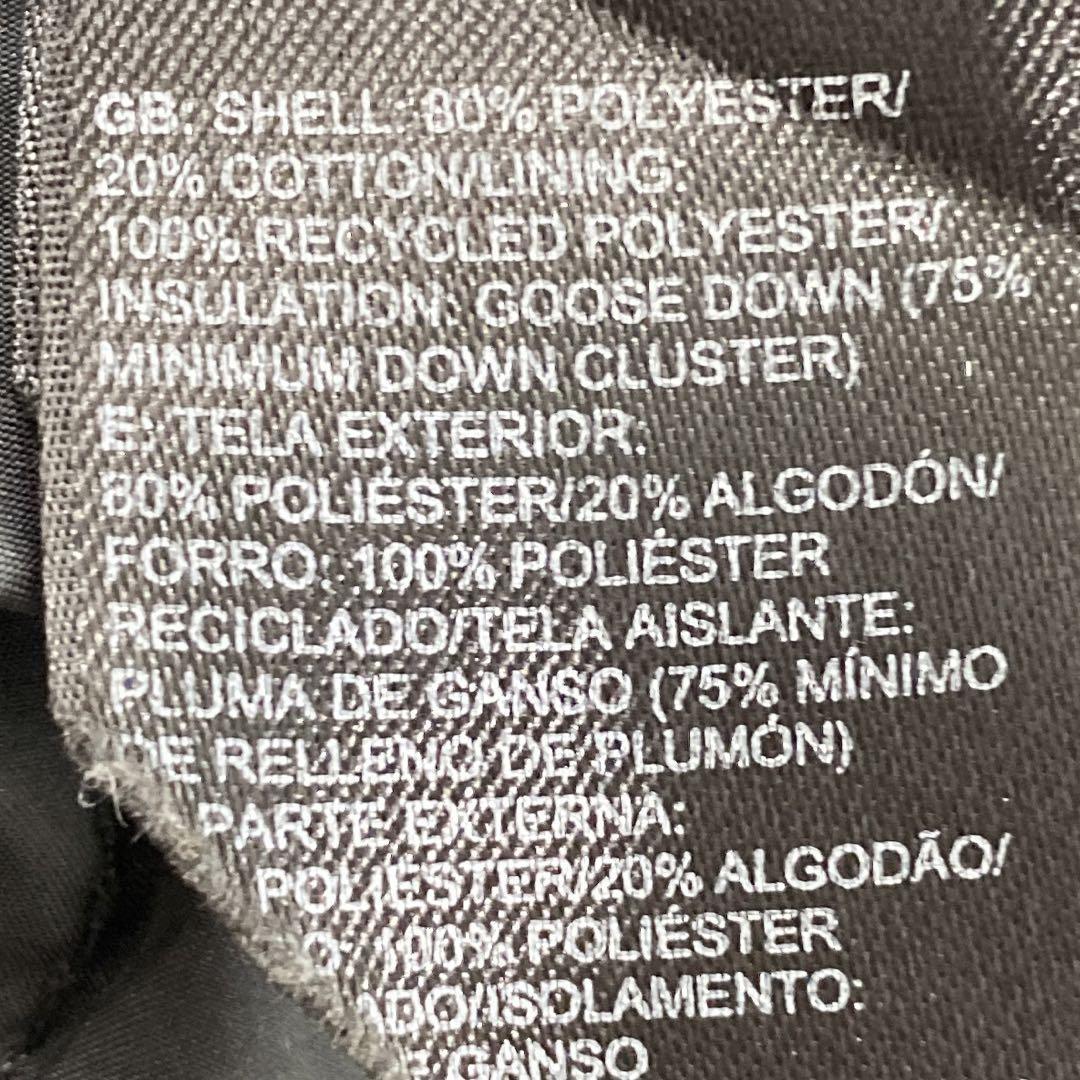 GB: SHELL: 80% POLYESTER/
20% COTTON/LINING:
100% RECYCLED POLYESTER/
INSULATION: GOOSE DOWN (75%
MINIMUM DOWN CLUSTER)
E: TELA EXTERIOR:
80% POLIÉSTER/20% ALGODÓN/
FORRO: 100% POLIÉSTER
RECICLADO/TELA AISLANTE:
PLUMA DE GANSO (75% MÍNIMO
DE RELLENO DE PLUMÓN)
PARTE EXTERNA:
POLIÉSTER/20% ALGODÃO/
O: 100% POLIÉSTER
ADO/ISOLAMENTO:
E GANSO